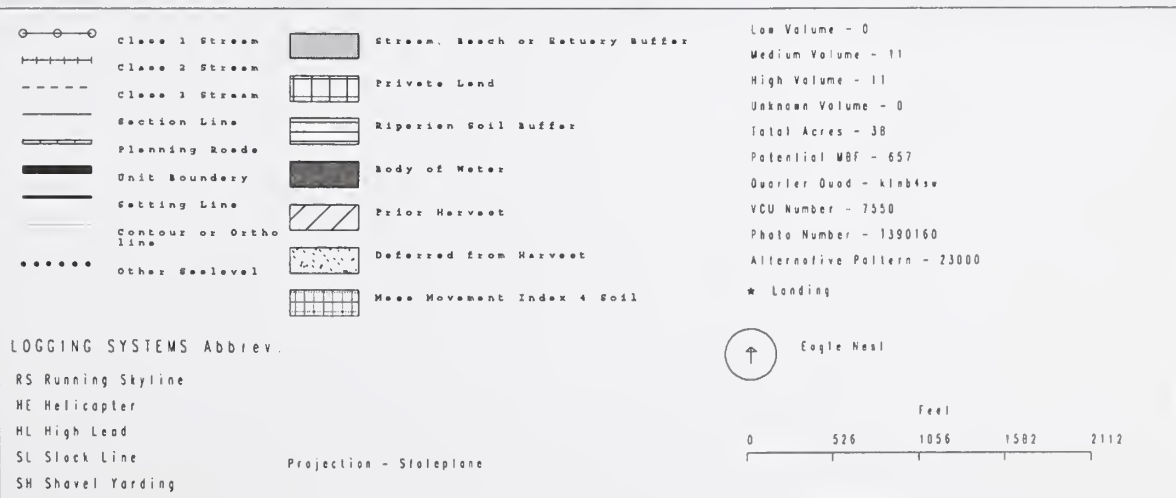 Class 1 Stream
Class 2 Stream
Class 3 Stream
Section Line
Planning Roads
Unit Boundary
Setting Line
Contour or Ortho
line
Other Sealevel
Stream, Beach or Estuary Buffer
Private Land
Riparian Soil Buffer
Body of Water
Prior Harvest
Deferred from Harvest
Mass Movement Index 4 Soil
Low Volume - 0
Medium Volume - 11
High Volume - 11
Unknown Volume - 0
Total Acres - 38
Potential MBF - 657
Quarter Quad - klnb4sw
VCU Number - 7550
Photo Number - 1390160
Alternative Pattern - 23000
★ Landing
Eagle Nest
LOGGING SYSTEMS Abbrev.
RS Running Skyline
HE Helicopter
HL High Lead
SL Slack Line
SH Shovel Yarding
Projection - Stateplane
Feet
0 526 1056 1582 2112